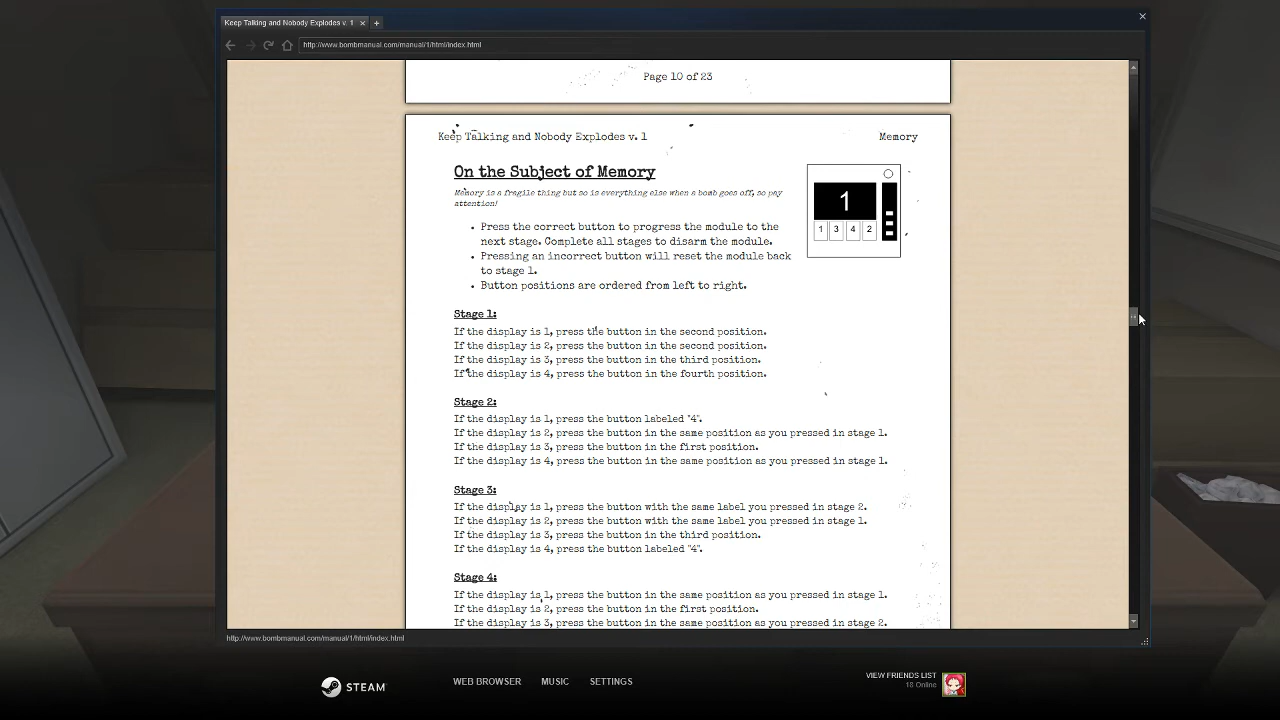 Keep Talking and Nobody Explodes v. 1
http://www.bombmanual.com/manual/1/html/index.html
Page 10 of 23
Keep Talking and Nobody Explodes v. 1
Memory
On the Subject of Memory
Memory is a fragile thing but so is everything else when a bomb goes off, so pay
attention!
1
1 3 4 2
• Press the correct button to progress the module to the
next stage. Complete all stages to disarm the module.
• Pressing an incorrect button will reset the module back
to stage 1.
• Button positions are ordered from left to right.
Stage 1:
If the display is 1, press the button in the second position.
If the display is 2, press the button in the second position.
If the display is 3, press the button in the third position.
If the display is 4, press the button in the fourth position.
Stage 2:
If the display is 1, press the button labeled "4".
If the display is 2, press the button in the same position as you pressed in stage 1.
If the display is 3, press the button in the first position.
If the display is 4, press the button in the same position as you pressed in stage 1.
Stage 3:
If the display is 1, press the button with the same label you pressed in stage 2.
If the display is 2, press the button with the same label you pressed in stage 1.
If the display is 3, press the button in the third position.
If the display is 4, press the button labeled "4".
Stage 4:
If the display is 1, press the button in the same position as you pressed in stage 1.
If the display is 2, press the button in the first position.
If the display is 3, press the button in the same position as you pressed in stage 2.
http://www.bombmanual.com/manual/1/html/index.html
STEAM
WEB BROWSER
MUSIC
SETTINGS
VIEW FRIENDS LIST
18 Online